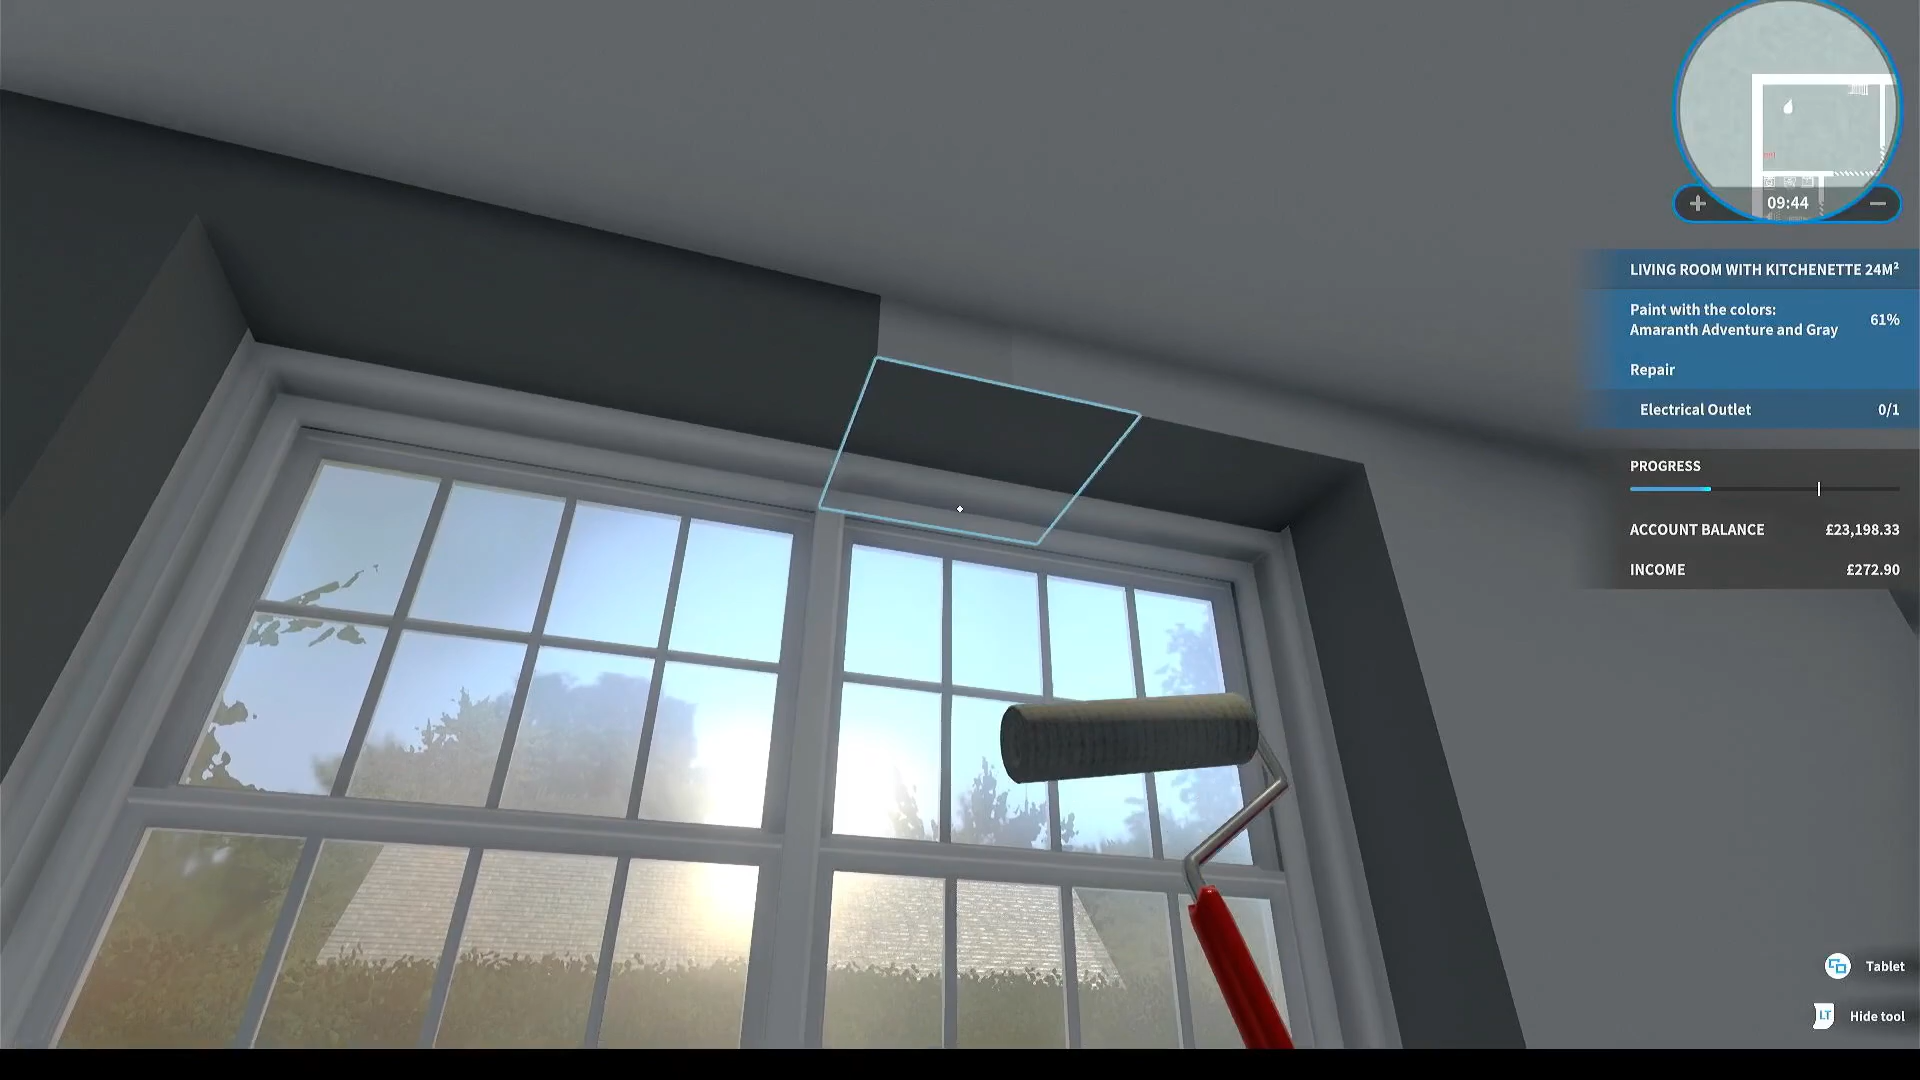 09:44
LIVING ROOM WITH KITCHENETTE 24M²
Paint with the colors:
Amaranth Adventure and Gray 61%
Repair
Electrical Outlet 0/1
PROGRESS
ACCOUNT BALANCE £23,198.33
INCOME £272.90
Tablet
LT Hide tool